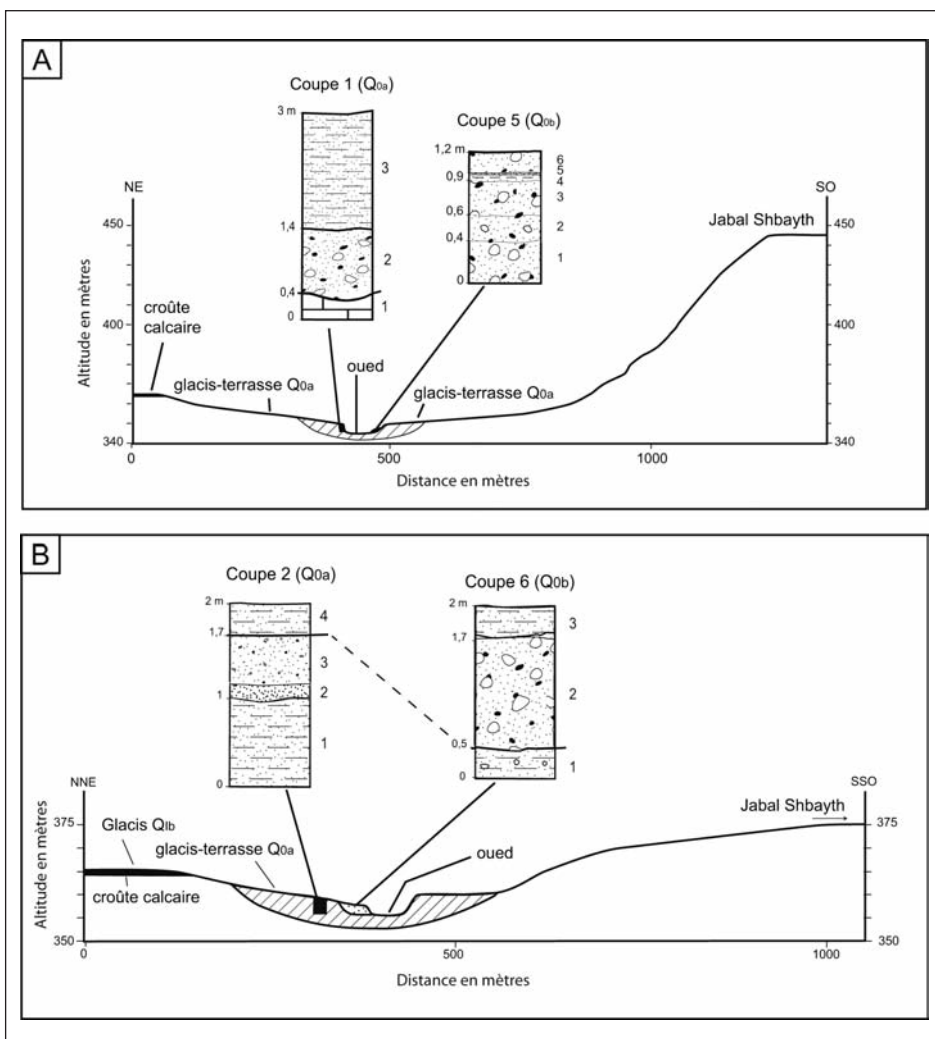 A
Coupe 1 (Q0a)
3 m
3
1,4
2
0,4
1
0
Coupe 5 (Q0b)
1,2 m
6
5
0,9
4
3
0,6
2
0,4
1
0
NE
SO
Jabal Shbayth
450
450
400
400
340
340
Altitude en mètres
croûte
calcaire
glacis-terrasse Q0a
oued
glacis-terrasse Q0a
0
500
1000
Distance en mètres
B
Coupe 2 (Q0a)
2 m
4
1,7
3
2
1
1
0
Coupe 6 (Q0b)
2 m
3
1,7
2
0,5
1
0
NNE
SSO
Jabal Shbayth
375
375
350
350
Altitude en mètres
Glacis QIb
glacis-terrasse Q0a
croûte calcaire
oued
0
500
1000
Distance en mètres